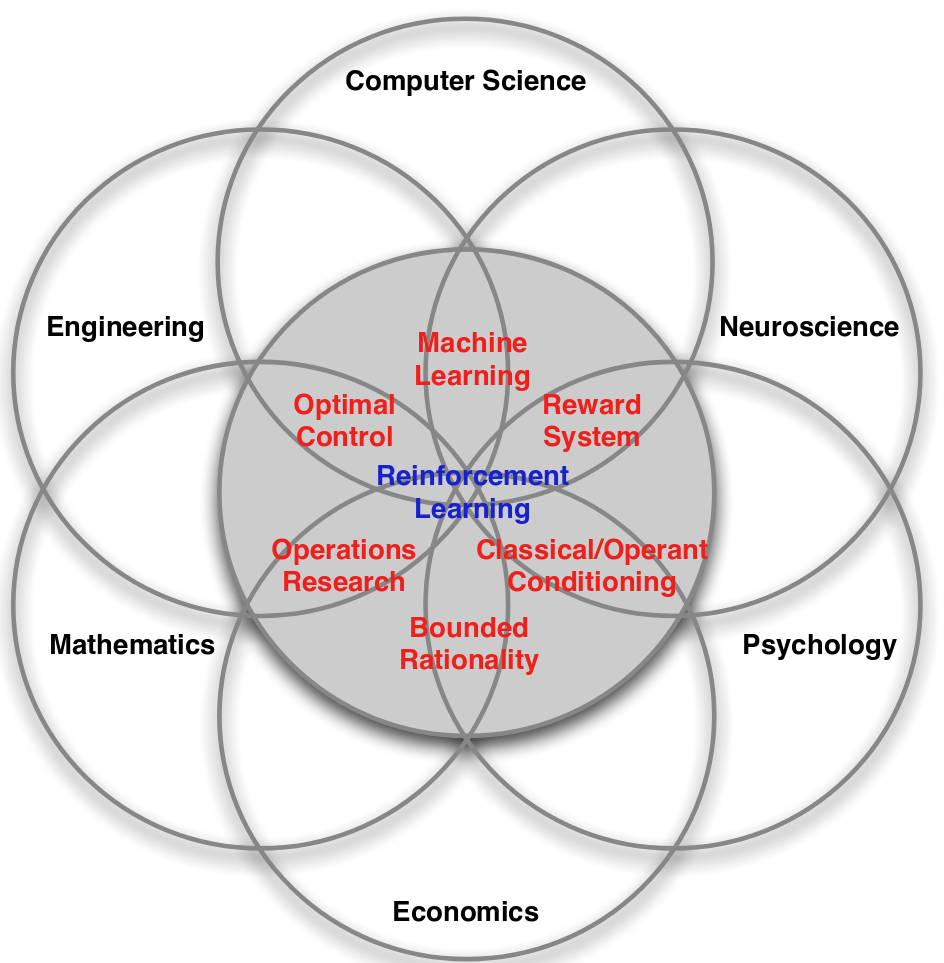 Computer Science
Engineering
Neuroscience
Machine
Learning
Optimal
Control
Reward
System
Reinforcement
Learning
Operations
Research
Classical/Operant
Conditioning
Bounded
Rationality
Mathematics
Psychology
Economics